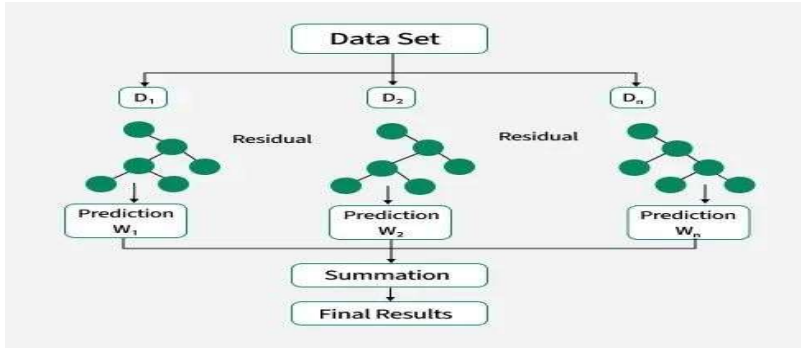 Data Set
D₁
D₂
Dₙ
Residual
Residual
Prediction
W₁
Prediction
W₂
Prediction
Wₙ
Summation
Final Results